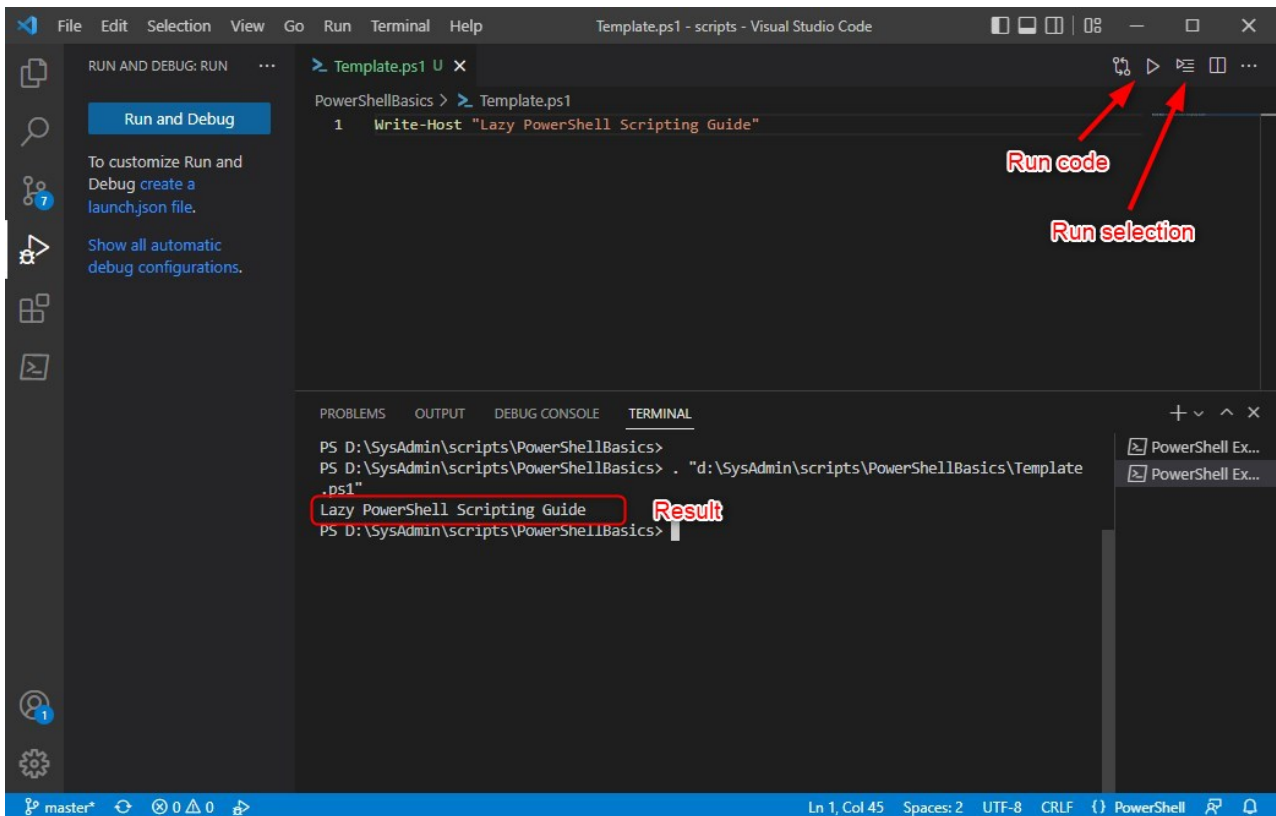 File Edit Selection View Go Run Terminal Help Template.ps1 - scripts - Visual Studio Code
RUN AND DEBUG: RUN ...
Run and Debug
To customize Run and
Debug create a
launch.json file.
Show all automatic
debug configurations.
7
1
Template.ps1 U
PowerShellBasics > Template.ps1
1 Write-Host "Lazy PowerShell Scripting Guide"
Run code
Run selection
PROBLEMS OUTPUT DEBUG CONSOLE TERMINAL
PS D:\SysAdmin\scripts\PowerShellBasics>
PS D:\SysAdmin\scripts\PowerShellBasics> . "d:\SysAdmin\scripts\PowerShellBasics\Template
.ps1"
Lazy PowerShell Scripting Guide
Result
PS D:\SysAdmin\scripts\PowerShellBasics>
PowerShell Ex...
PowerShell Ex...
master* 0 0 Ln 1, Col 45 Spaces: 2 UTF-8 CRLF {} PowerShell